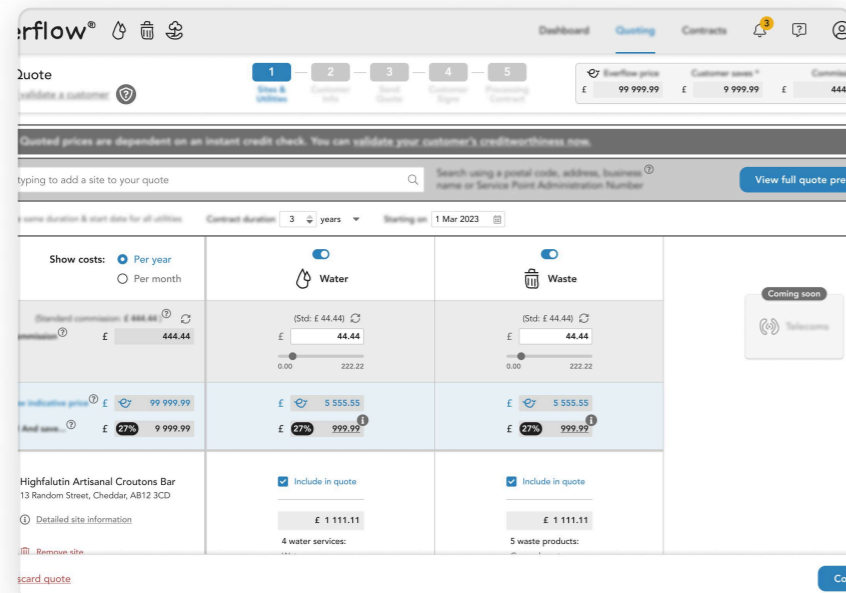 erflow®
Dashboard Quoting Contracts 3 ?
Quote
1 2 3 4 5
validate a customer ?
Sites & Utilities Customer Info Send Quote Customer Signs Processing Contract
Everflow price Customer saves *
£ 99 999.99 £ 9 999.99 £ 444
Quoted prices are dependent on an instant credit check. You can validate your customer's creditworthiness now.
typing to add a site to your quote
Search using a postal code, address, business ?
name or Service Point Administration Number
View full quote pre
same duration & start date for all utilities Contract duration 3 years Starting on 1 Mar 2023
Show costs: Per year
Per month
Water
Waste
Coming soon
Telecoms
(Standard commission: £ 444.44) ?
? £ 444.44
(Std: £ 44.44)
£ 44.44
0.00 222.22
(Std: £ 44.44)
£ 44.44
0.00 222.22
indicative price ? £ 99 999.99
£ 5 555.55
£ 5 555.55
And save... ? £ 27% 9 999.99
£ 27% 999.99 i
£ 27% 999.99 i
Highfalutin Artisanal Croutons Bar
13 Random Street, Cheddar, AB12 3CD
Detailed site information
Remove site
Include in quote
£ 1 111.11
4 water services:
Include in quote
£ 1 111.11
5 waste products:
scard quote
Co